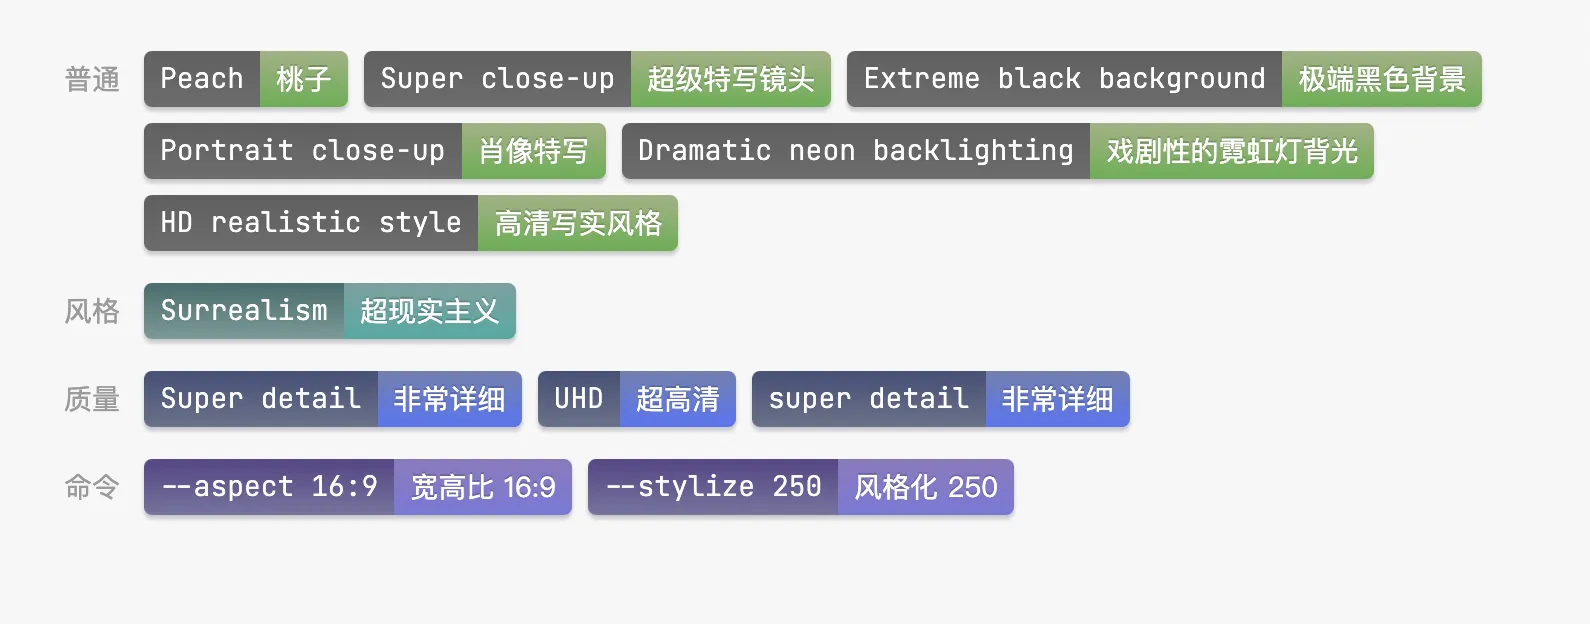 普通 Peach 桃子 Super close-up 超级特写镜头 Extreme black background 极端黑色背景
Portrait close-up 肖像特写 Dramatic neon backlighting 戏剧性的霓虹灯背光
HD realistic style 高清写实风格
风格 Surrealism 超现实主义
质量 Super detail 非常详细 UHD 超高清 super detail 非常详细
命令 --aspect 16:9 宽高比 16:9 --stylize 250 风格化 250